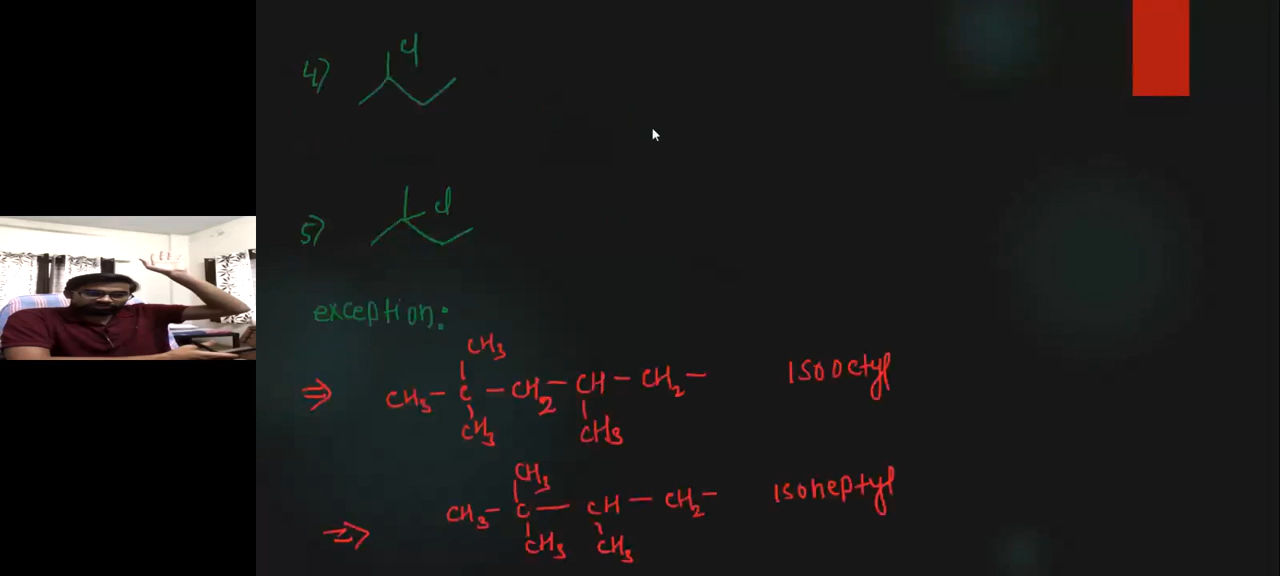 4)
Cl
5)
Cl
exception:
CH3
⇒ CH3 – C – CH2 – CH – CH2 – isooctyl
CH3 CH3
CH3
⇒ CH3 – C — CH — CH2 – isoheptyl
CH3 CH3